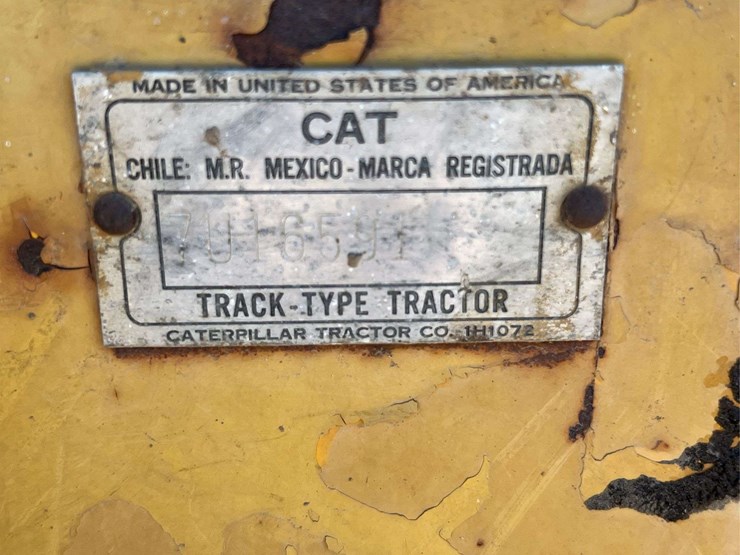 MADE IN UNITED STATES OF AMERICA
CAT
CHILE: M.R. MEXICO-MARCA REGISTRADA
TRACK-TYPE TRACTOR
CATERPILLAR TRACTOR CO. 1H1072